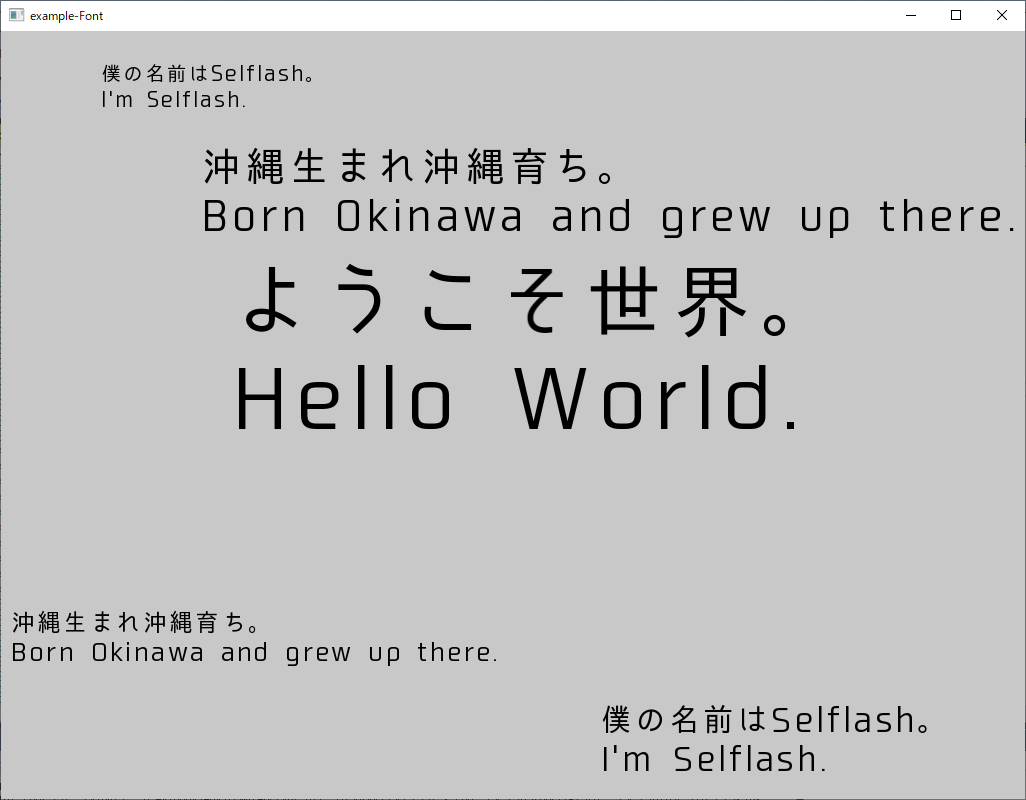 example-Font
僕の名前はSelflash。
I'm Selflash.
沖縄生まれ沖縄育ち。
Born Okinawa and grew up there.
ようこそ世界。
Hello World.
沖縄生まれ沖縄育ち。
Born Okinawa and grew up there.
僕の名前はSelflash。
I'm Selflash.